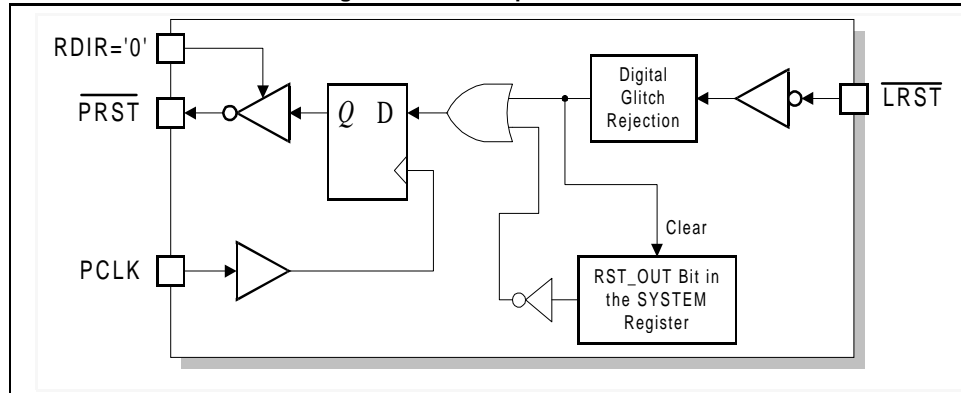 RDIR='0'
PRST
PCLK
Q D
Digital
Glitch
Rejection
LRST
Clear
RST_OUT Bit in
the SYSTEM
Register